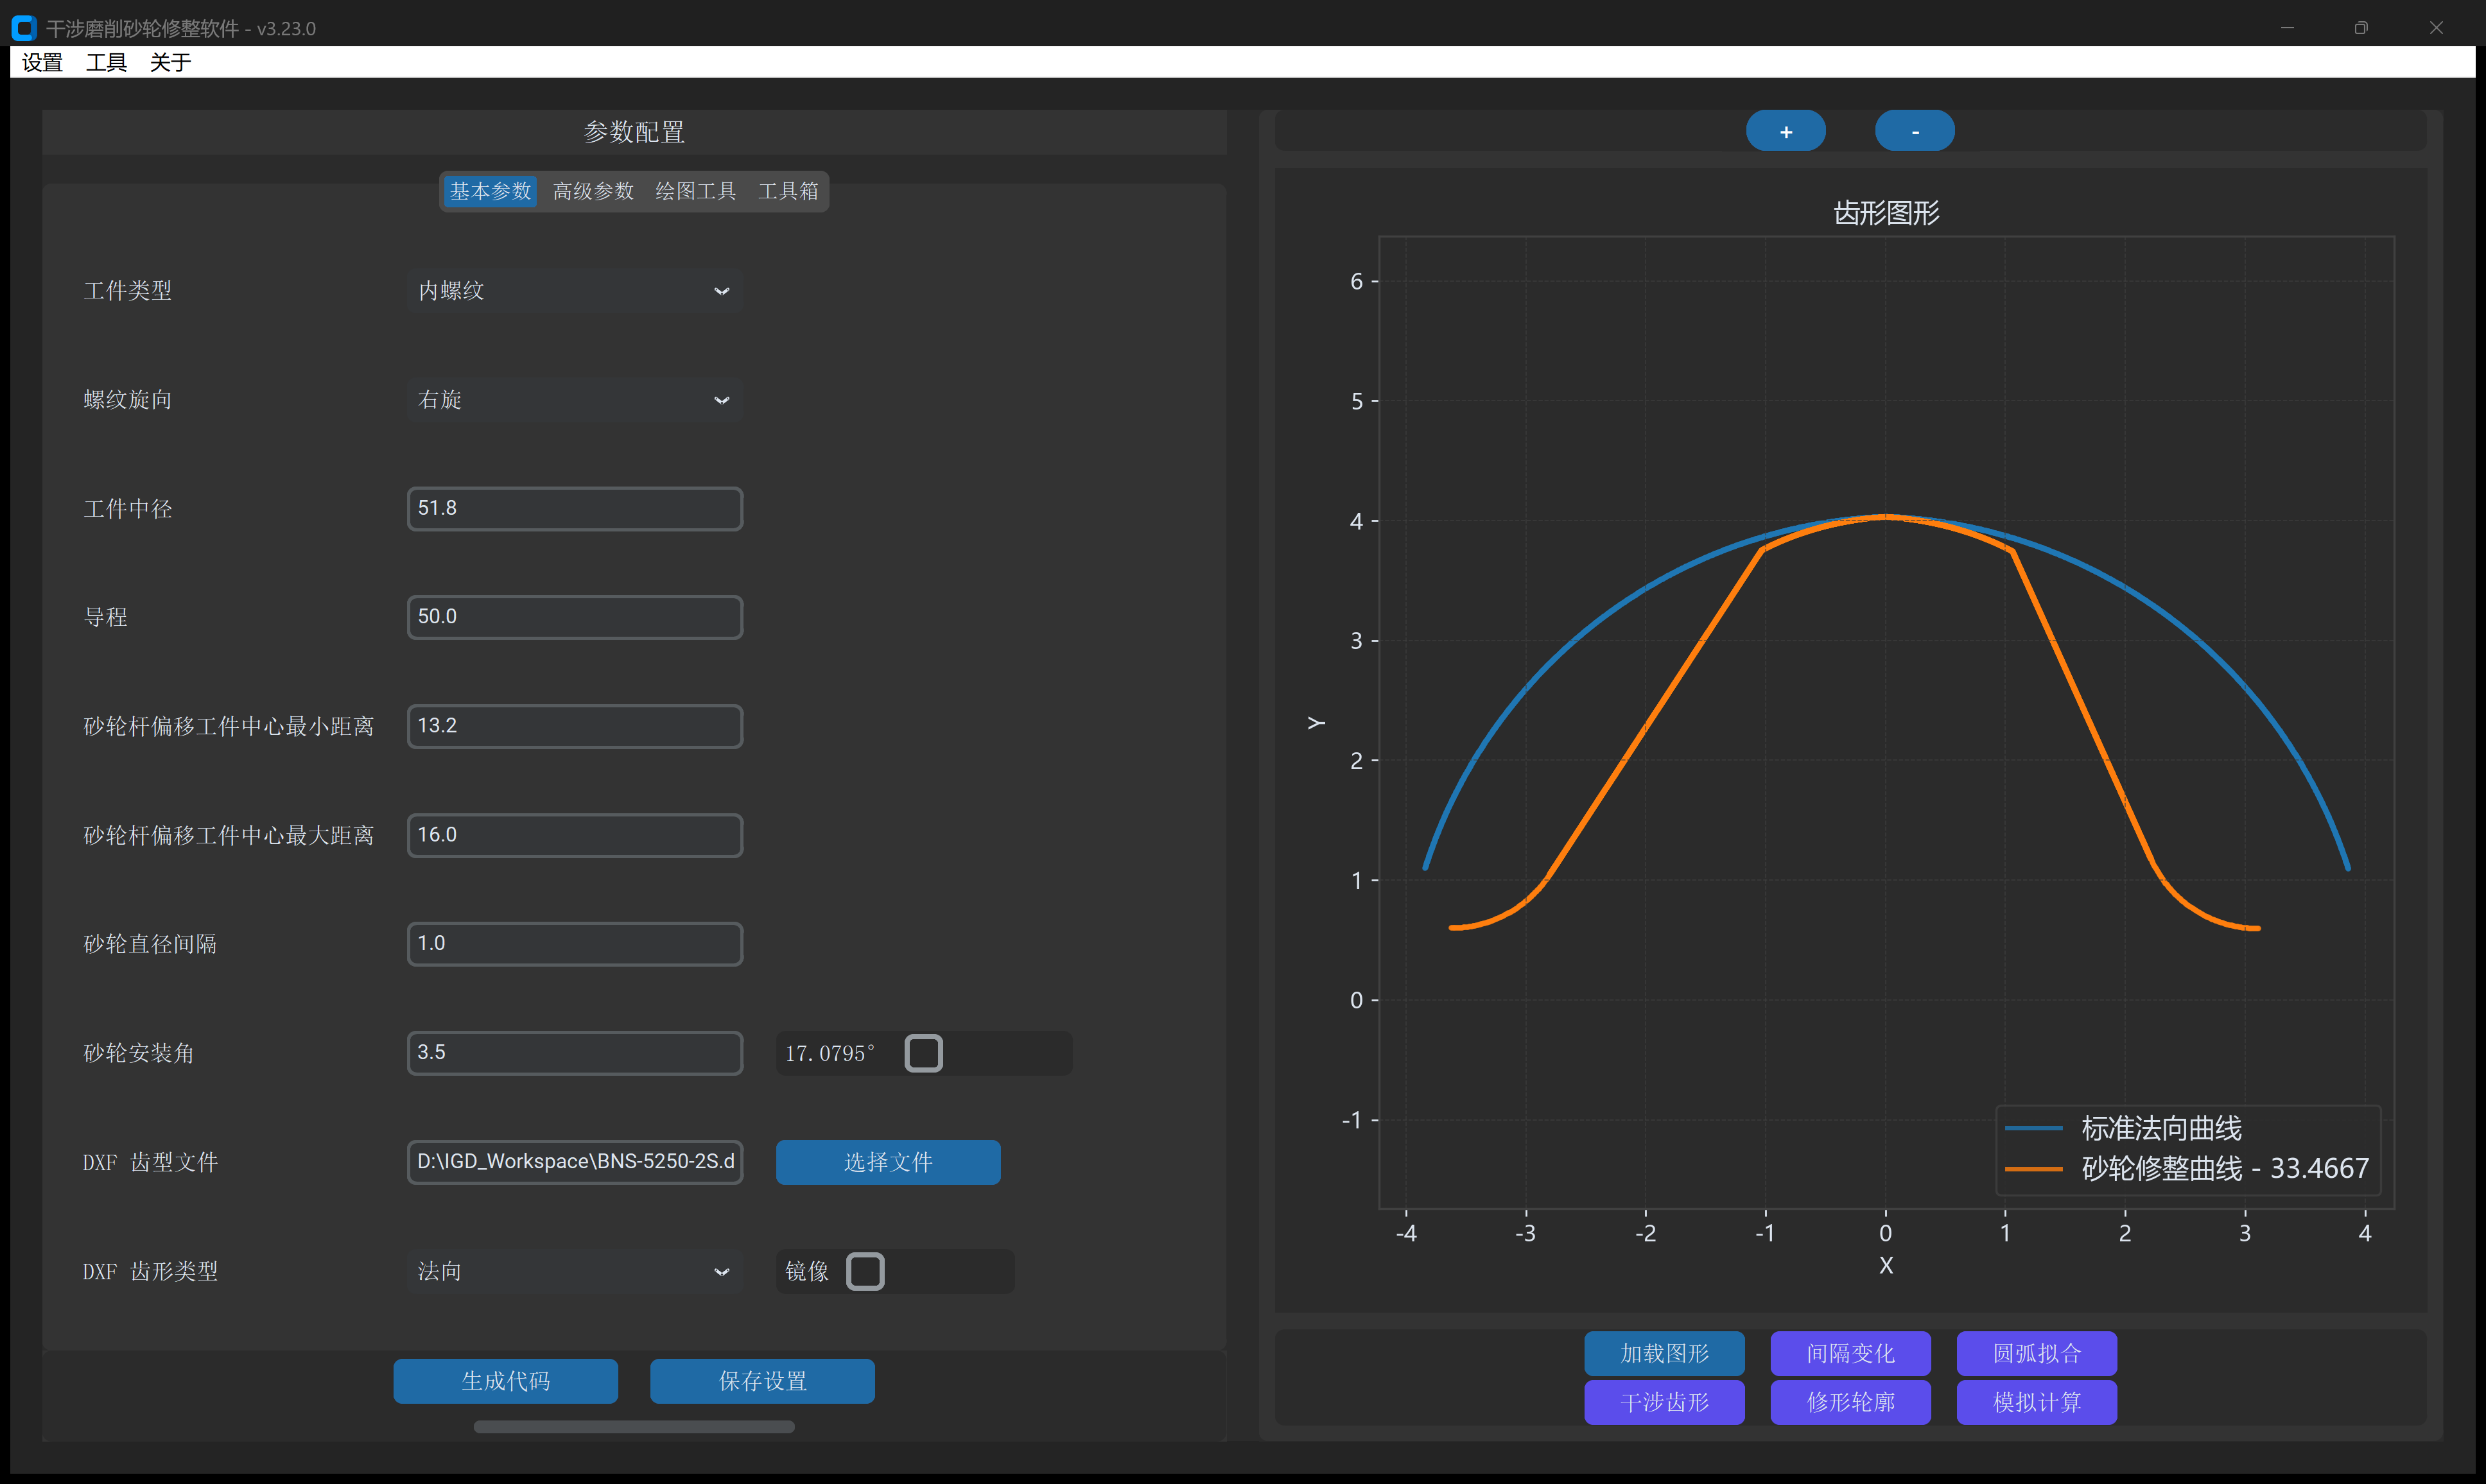 干涉磨削砂轮修整软件 - v3.23.0
设置 工具 关于
参数配置
基本参数 高级参数 绘图工具 工具箱
工件类型 内螺纹
螺纹旋向 右旋
工件中径 51.8
导程 50.0
砂轮杆偏移工件中心最小距离 13.2
砂轮杆偏移工件中心最大距离 16.0
砂轮直径间隔 1.0
砂轮安装角 3.5 17.0795°
DXF 齿型文件 D:\IGD_Workspace\BNS-5250-2S.d 选择文件
DXF 齿形类型 法向 镜像
生成代码 保存设置
+ -
齿形图形
6
5
4
3
2
1
0
-1
Y
-4 -3 -2 -1 0 1 2 3 4
X
标准法向曲线
砂轮修整曲线 - 33.4667
加载图形 间隔变化 圆弧拟合
干涉齿形 修形轮廓 模拟计算